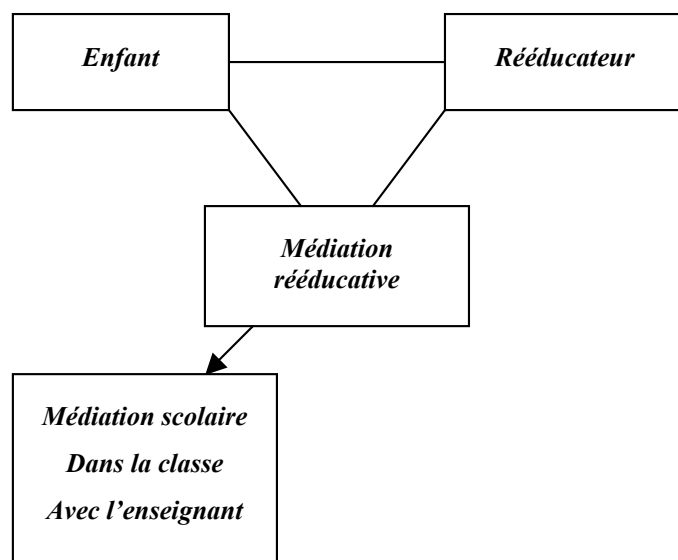 Enfant
Rééducateur
Médiation
rééducative
Médiation scolaire
Dans la classe
Avec l’enseignant